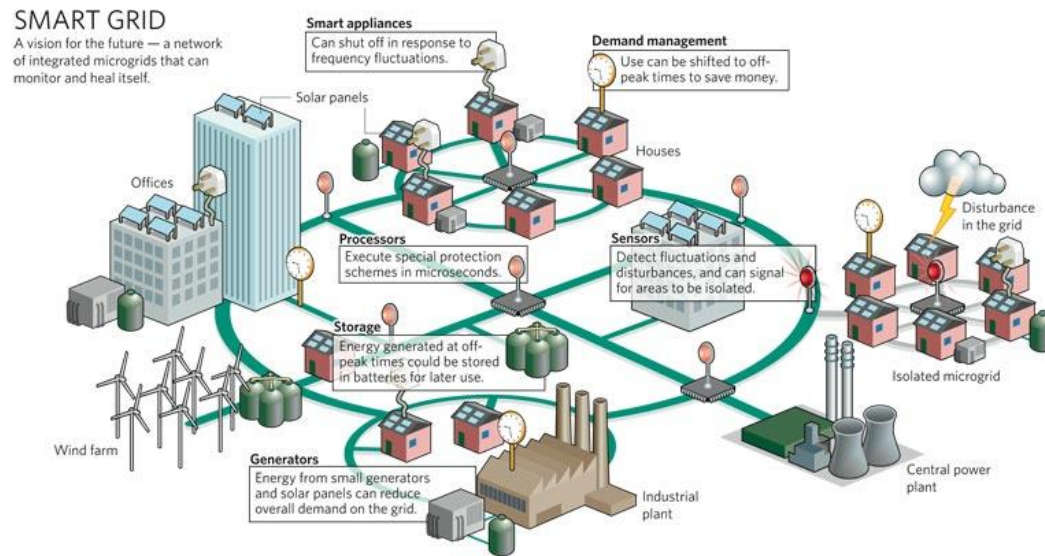 SMART GRID
A vision for the future — a network
of integrated microgrids that can
monitor and heal itself.
Smart appliances
Can shut off in response to
frequency fluctuations.
Demand management
Use can be shifted to off-
peak times to save money.
Solar panels
Houses
Offices
Disturbance
in the grid
Processors
Execute special protection
schemes in microseconds.
Sensors
Detect fluctuations and
disturbances, and can signal
for areas to be isolated.
Storage
Energy generated at off-
peak times could be stored
in batteries for later use.
Isolated microgrid
Wind farm
Generators
Energy from small generators
and solar panels can reduce
overall demand on the grid.
Industrial
plant
Central power
plant